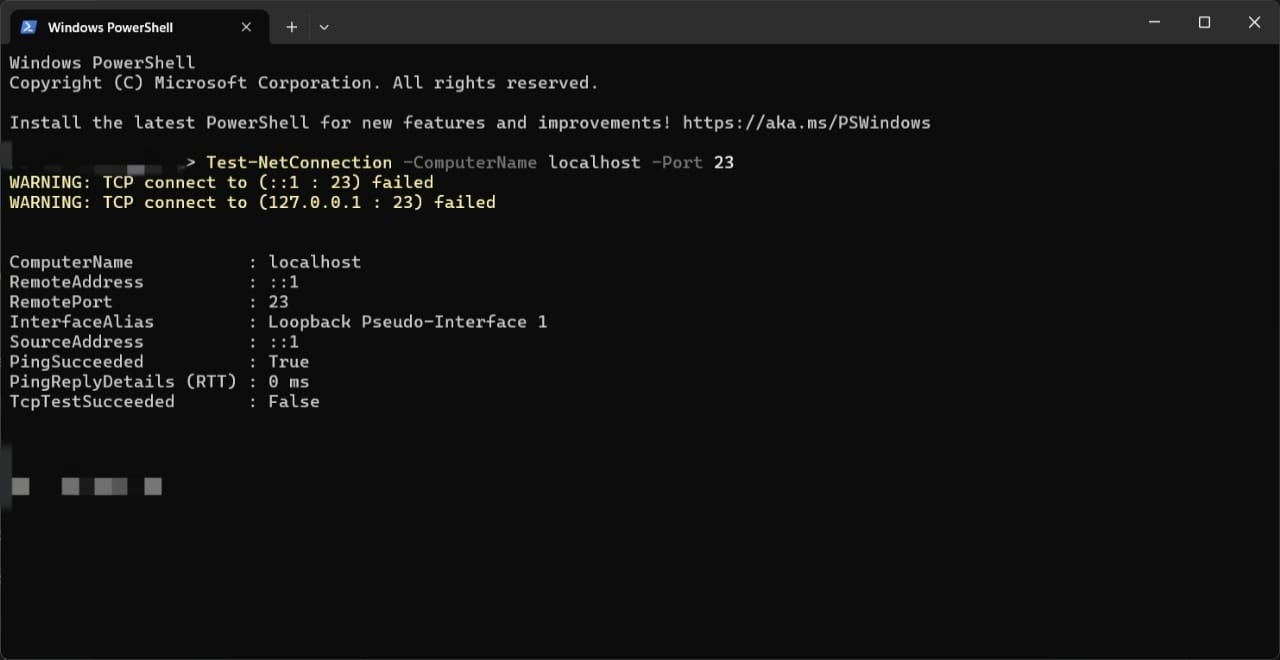 Windows PowerShell
Windows PowerShell
Copyright (C) Microsoft Corporation. All rights reserved.
Install the latest PowerShell for new features and improvements! https://aka.ms/PSWindows
> Test-NetConnection -ComputerName localhost -Port 23
WARNING: TCP connect to (::1 : 23) failed
WARNING: TCP connect to (127.0.0.1 : 23) failed
ComputerName : localhost
RemoteAddress : ::1
RemotePort : 23
InterfaceAlias : Loopback Pseudo-Interface 1
SourceAddress : ::1
PingSucceeded : True
PingReplyDetails (RTT) : 0 ms
TcpTestSucceeded : False